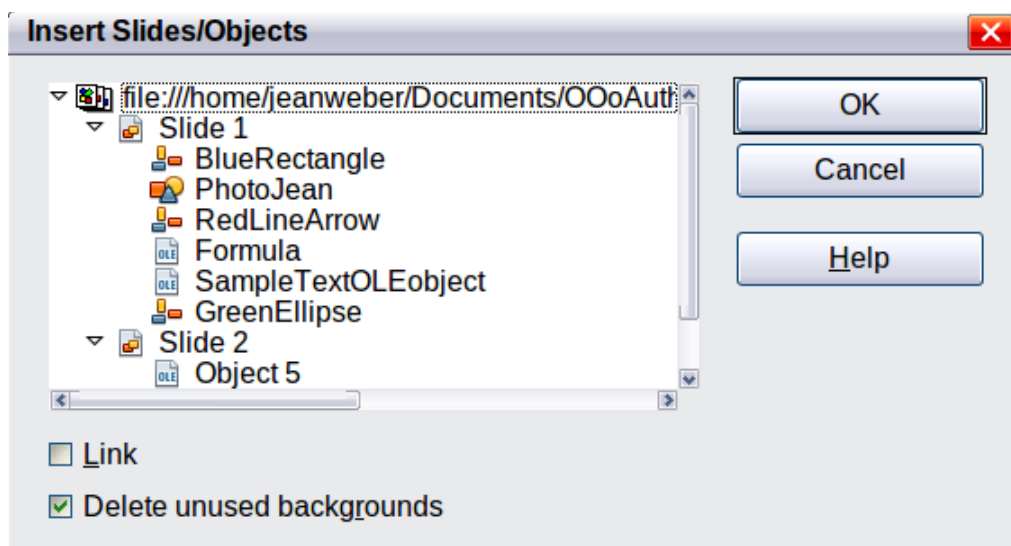 Insert Slides/Objects
file:///home/jeanweber/Documents/OOoAuth
OK
Slide 1
BlueRectangle
Cancel
PhotoJean
RedLineArrow
Formula
Help
SampleTextOLEobject
GreenEllipse
Slide 2
OLE Object 5
Link
Delete unused backgrounds